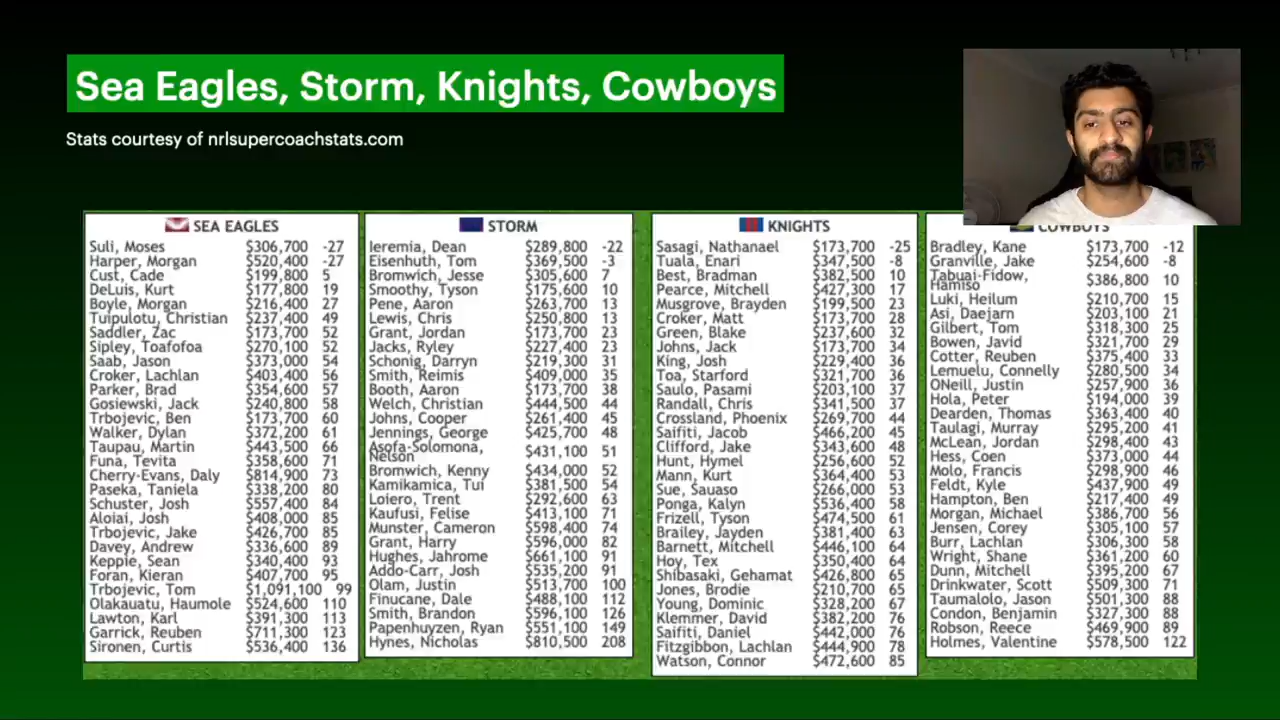 Sea Eagles, Storm, Knights, Cowboys
Stats courtesy of nrlsupercoachstats.com
SEA EAGLES
Suli, Moses $306,700 -27
Harper, Morgan $520,400 -27
Cust, Cade $199,800 5
DeLuis, Kurt $177,800 19
Boyle, Morgan $216,400 27
Tuipulotu, Christian $237,400 49
Saddler, Zac $173,700 52
Sipley, Toafofoa $270,100 52
Saab, Jason $373,000 54
Croker, Lachlan $403,400 56
Parker, Brad $354,600 57
Gosiewski, Jack $240,800 58
Trbojevic, Ben $173,700 60
Walker, Dylan $372,200 61
Taupau, Martin $443,500 66
Funa, Tevita $358,600 71
Cherry-Evans, Daly $814,900 73
Paseka, Taniela $338,200 80
Schuster, Josh $557,400 84
Aloiai, Josh $408,000 85
Trbojevic, Jake $426,700 85
Davey, Andrew $336,600 89
Keppie, Sean $340,400 93
Foran, Kieran $407,700 95
Trbojevic, Tom $1,091,100 99
Olakauatu, Haumole $524,600 110
Lawton, Karl $391,300 113
Garrick, Reuben $711,300 123
Sironen, Curtis $536,400 136
STORM
Ieremia, Dean $289,800 -22
Eisenhuth, Tom $369,500 -3
Bromwich, Jesse $305,600 7
Smoothy, Tyson $175,600 10
Pene, Aaron $263,700 13
Lewis, Chris $250,800 13
Grant, Jordan $173,700 23
Jacks, Ryley $227,400 23
Schonig, Darryn $219,300 31
Smith, Reimis $409,000 35
Booth, Aaron $173,700 38
Welch, Christian $444,500 44
Johns, Cooper $261,400 45
Jennings, George $425,700 48
Asofa-Solomona,
Nelson $431,100 51
Bromwich, Kenny $434,000 52
Kamikamica, Tui $381,500 54
Loiero, Trent $292,600 63
Kaufusi, Felise $413,100 71
Munster, Cameron $598,400 74
Grant, Harry $596,000 82
Hughes, Jahrome $661,100 91
Addo-Carr, Josh $535,200 91
Olam, Justin $513,700 100
Finucane, Dale $488,100 112
Smith, Brandon $596,100 126
Papenhuyzen, Ryan $551,100 149
Hynes, Nicholas $810,500 208
KNIGHTS
Sasagi, Nathanael $173,700 -25
Tuala, Enari $347,500 -8
Best, Bradman $382,500 10
Pearce, Mitchell $427,300 17
Musgrove, Brayden $199,500 23
Croker, Matt $173,700 28
Green, Blake $237,600 32
Johns, Jack $173,700 34
King, Josh $229,400 36
Toa, Starford $321,700 36
Saulo, Pasami $203,100 37
Randall, Chris $341,500 37
Crossland, Phoenix $269,700 44
Saifiti, Jacob $466,200 45
Clifford, Jake $343,600 48
Hunt, Hymel $256,600 52
Mann, Kurt $364,400 53
Sue, Sauaso $266,000 53
Ponga, Kalyn $536,400 58
Frizell, Tyson $474,500 61
Brailey, Jayden $381,400 63
Barnett, Mitchell $446,100 64
Hoy, Tex $350,400 64
Shibasaki, Gehamat $426,800 65
Jones, Brodie $210,700 65
Young, Dominic $328,200 67
Klemmer, David $382,200 76
Saifiti, Daniel $442,000 76
Fitzgibbon, Lachlan $444,900 78
Watson, Connor $472,600 85
COWBOYS
Bradley, Kane $173,700 -12
Granville, Jake $254,600 -8
Tabuai-Fidow,
Hamiso $386,800 10
Luki, Heilum $210,700 15
Asi, Daejarn $203,100 21
Gilbert, Tom $318,300 25
Bowen, Javid $321,700 29
Cotter, Reuben $375,400 33
Lemuelu, Connelly $280,500 34
ONeill, Justin $257,900 36
Hola, Peter $194,000 39
Dearden, Thomas $363,400 40
Taulagi, Murray $295,200 41
McLean, Jordan $298,400 43
Hess, Coen $373,000 44
Molo, Francis $298,900 46
Feldt, Kyle $437,900 49
Hampton, Ben $217,400 49
Morgan, Michael $386,700 56
Jensen, Corey $305,100 57
Burr, Lachlan $306,300 58
Wright, Shane $361,200 60
Dunn, Mitchell $395,200 67
Drinkwater, Scott $509,300 71
Taumalolo, Jason $501,300 88
Condon, Benjamin $327,300 88
Robson, Reece $469,900 89
Holmes, Valentine $578,500 122